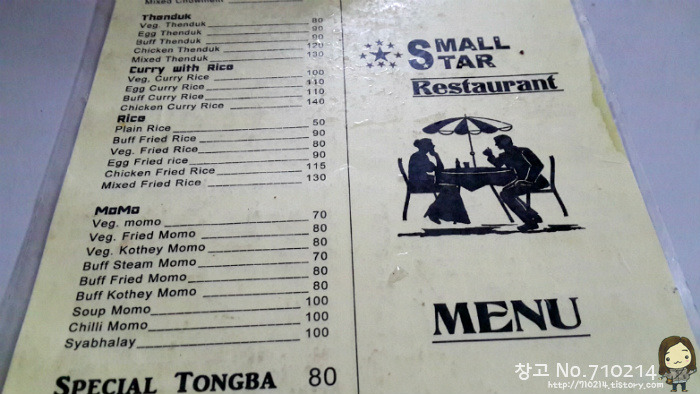 Mixed Chowmein
Thenduk
Veg. Thenduk 80
Egg Thenduk 90
Buff Thenduk 80
Chicken Thenduk 120
Mixed Thenduk 130
Curry with Rice
Veg. Curry Rice 100
Egg Curry Rice 110
Buff Curry Rice 110
Chicken Curry Rice 140
Rice
Plain Rice 50
Buff Fried Rice 90
Veg. Fried Rice 80
Egg Fried rice 90
Chicken Fried Rice 115
Mixed Fried Rice 130
MoMo
Veg. momo 70
Veg. Fried Momo 80
Veg. Kothey Momo 80
Buff Steam Momo 70
Buff Fried Momo 80
Buff Kothey Momo 80
Soup Momo 100
Chilli Momo 100
Syabhalay 100
SPECIAL TONGBA 80
SMALL
STAR
Restaurant
MENU
창고 No.710214
http://710214.tistory.com